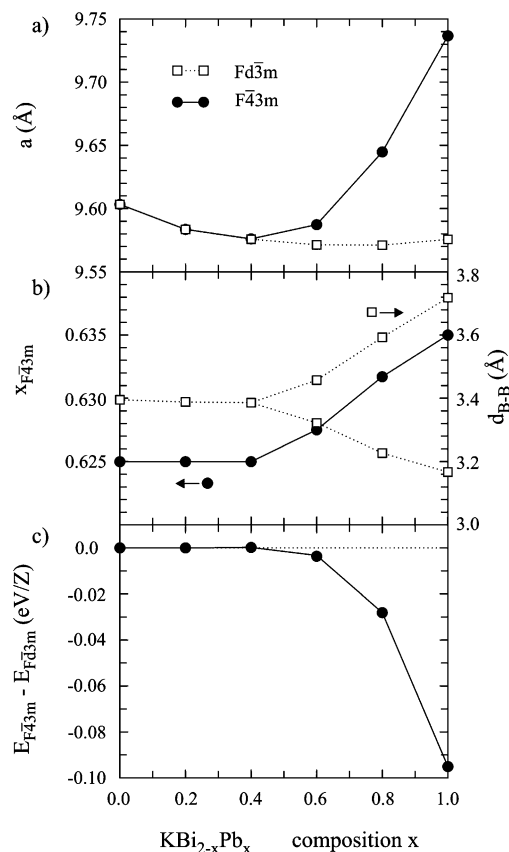 a)
9.75
9.70
9.65
9.60
9.55
a (Å)
Fd3̅m
F4̅3m
b)
0.635
0.630
0.625
x_F4̅3m
3.8
3.6
3.4
3.2
3.0
d_B-B (Å)
c)
0.0
-0.02
-0.04
-0.06
-0.08
-0.10
E_F4̅3m - E_Fd3̅m (eV/Z)
0.0 0.2 0.4 0.6 0.8 1.0
KBi₂₋ₓPbₓ composition x